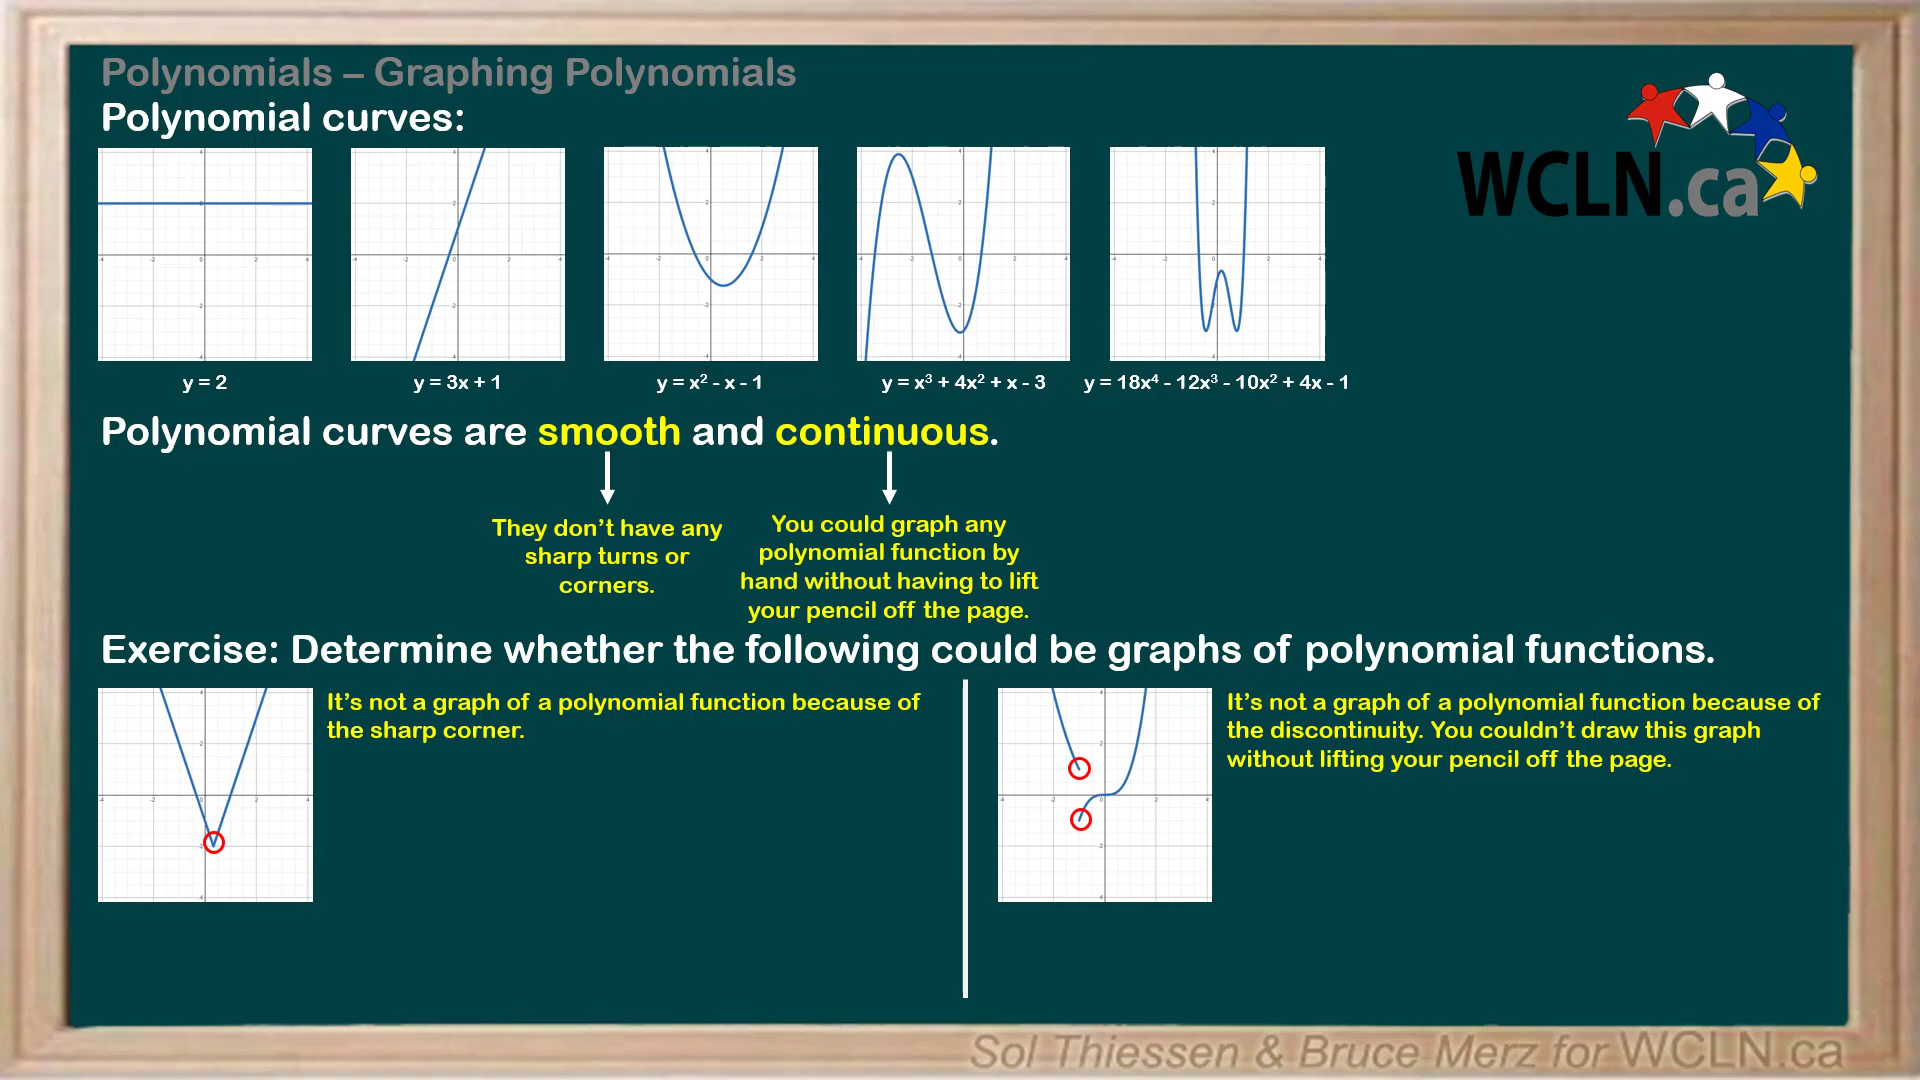 Polynomials – Graphing Polynomials
WCLN.ca
Polynomial curves:
y = 2
y = 3x + 1
y = x² - x - 1
y = x³ + 4x² + x - 3
y = 18x⁴ - 12x³ - 10x² + 4x - 1
Polynomial curves are smooth and continuous.
They don’t have any
sharp turns or
corners.
You could graph any
polynomial function by
hand without having to lift
your pencil off the page.
Exercise: Determine whether the following could be graphs of polynomial functions.
It’s not a graph of a polynomial function because of
the sharp corner.
It’s not a graph of a polynomial function because of
the discontinuity. You couldn’t draw this graph
without lifting your pencil off the page.
Sol Thiessen & Bruce Merz for WCLN.ca